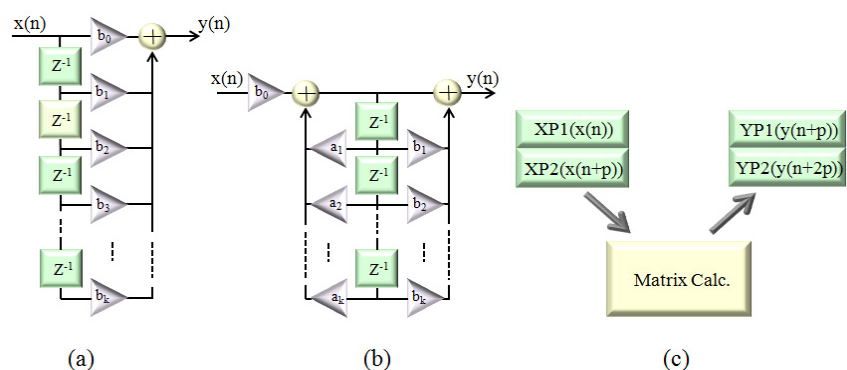 x(n) b₀ y(n)
Z⁻¹
b₁
Z⁻¹
b₂
Z⁻¹
b₃
Z⁻¹
bₖ
(a)
x(n) b₀ y(n)
Z⁻¹
a₁ b₁
Z⁻¹
a₂ b₂
Z⁻¹
aₖ bₖ
(b)
XP1(x(n))
XP2(x(n+p))
YP1(y(n+p))
YP2(y(n+2p))
Matrix Calc.
(c)